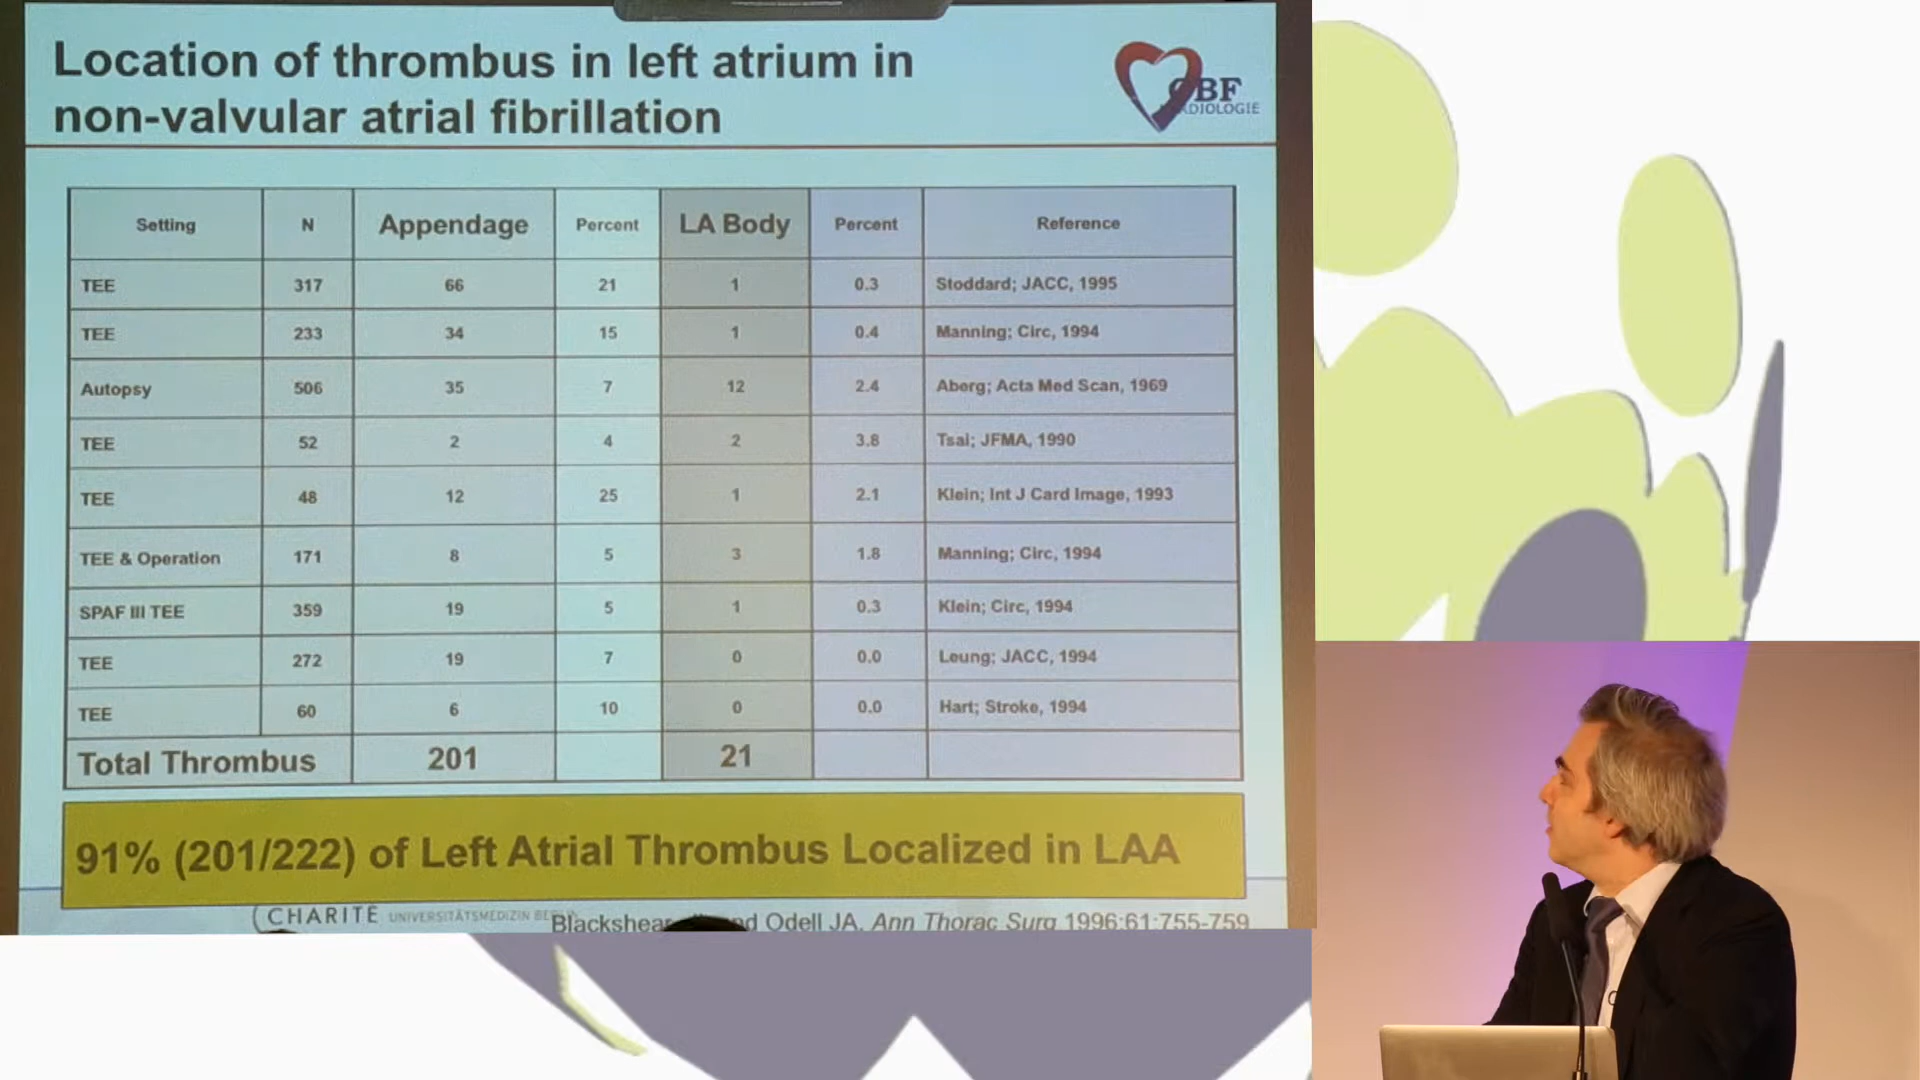 Location of thrombus in left atrium in
non-valvular atrial fibrillation
CBF
Setting N Appendage Percent LA Body Percent Reference
TEE 317 66 21 1 0.3 Stoddard; JACC, 1995
TEE 233 34 15 1 0.4 Manning; Circ, 1994
Autopsy 506 35 7 12 2.4 Aberg; Acta Med Scan, 1969
TEE 52 2 4 2 3.8 Tsai; JFMA, 1990
TEE 48 12 25 1 2.1 Klein; Int J Card Image, 1993
TEE & Operation 171 8 5 3 1.8 Manning; Circ, 1994
SPAF III TEE 359 19 5 1 0.3 Klein; Circ, 1994
TEE 272 19 7 0 0.0 Leung; JACC, 1994
TEE 60 6 10 0 0.0 Hart; Stroke, 1994
Total Thrombus 201 21
91% (201/222) of Left Atrial Thrombus Localized in LAA
CHARITÉ UNIVERSITÄTSMEDIZIN
Odell JA. Ann Thorac Surg 1996;61:755-759